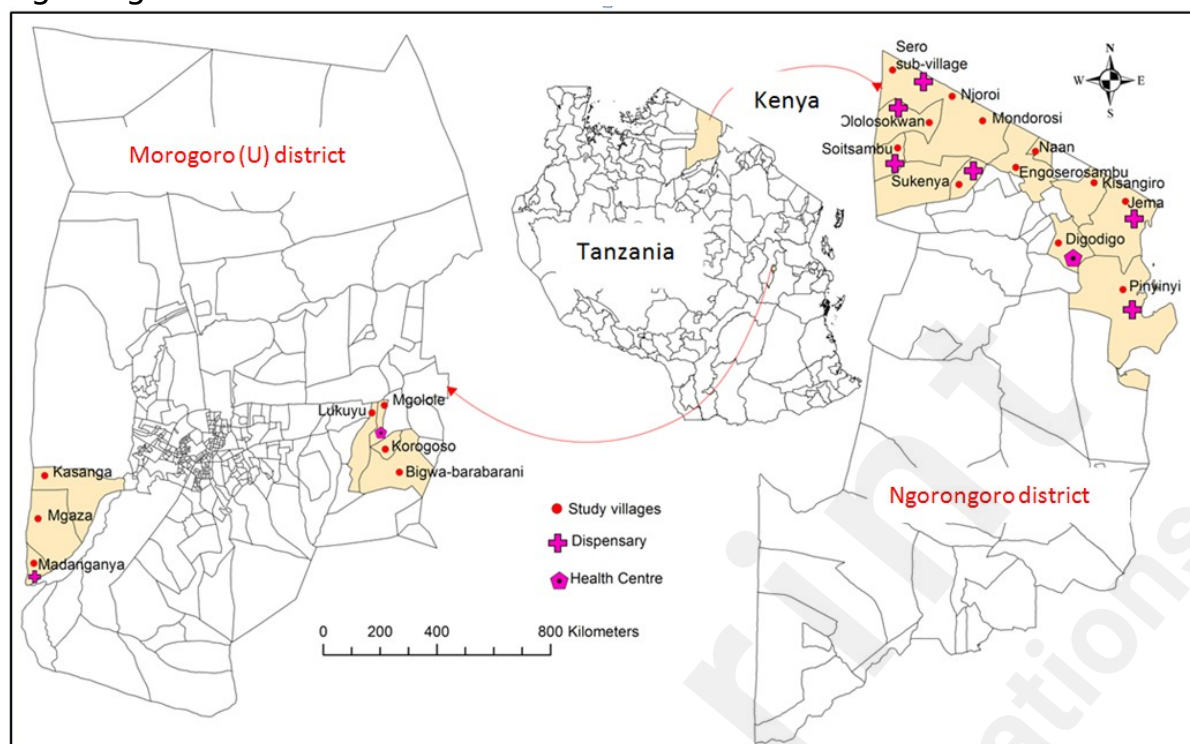 Morogoro (U) district
Lukuyu
Mgolole
Korogoso
Bigwa-barabarani
Kasanga
Mgaza
Madanganya
Kenya
Tanzania
N
W
E
S
Sero
sub-village
Njoroi
Ololosokwan
Mondorosi
Soitsambu
Naan
Engoserosambu
Sukenya
Kisangiro
Jema
Digodigo
Pinyinyi
Ngorongoro district
Study villages
Dispensary
Health Centre
0 200 400 800 Kilometers
rint
ations